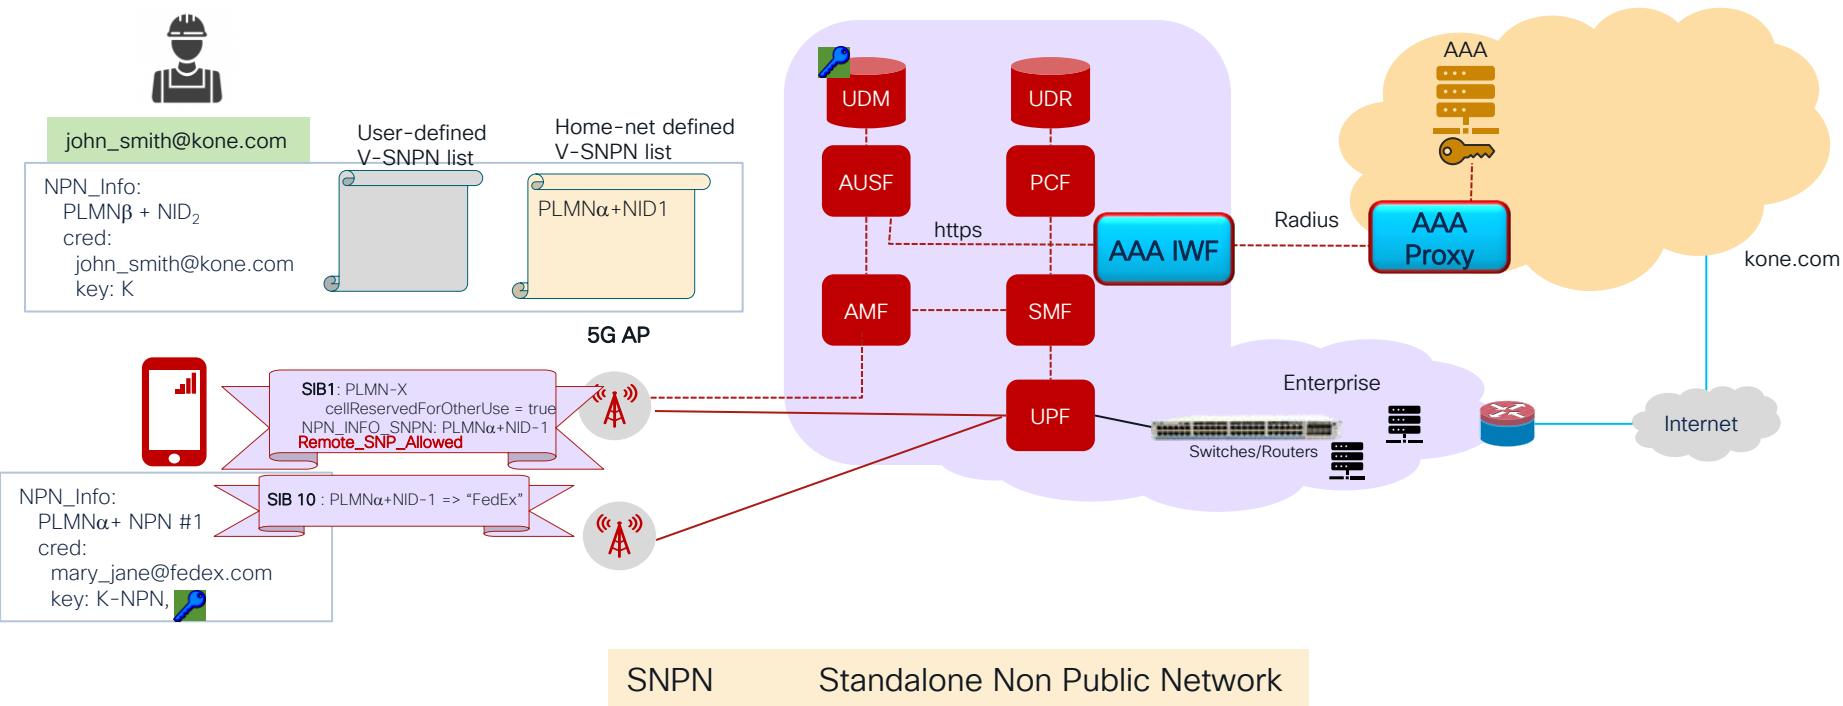 john_smith@kone.com
User-defined
V-SNPN list
Home-net defined
V-SNPN list
NPN_Info:
PLMNβ + NID₂
cred:
john_smith@kone.com
key: K
PLMNα+NID1
5G AP
SIB1: PLMN-X
cellReservedForOtherUse = true
NPN_INFO_SNPN: PLMNα+NID-1
Remote_SNP_Allowed
SIB 10 : PLMNα+NID-1 => “FedEx”
NPN_Info:
PLMNα+ NPN #1
cred:
mary_jane@fedex.com
key: K-NPN,
UDM
UDR
AUSF
PCF
https
AAA IWF
Radius
AAA
Proxy
AAA
kone.com
AMF
SMF
UPF
Enterprise
Switches/Routers
Internet
SNPN Standalone Non Public Network